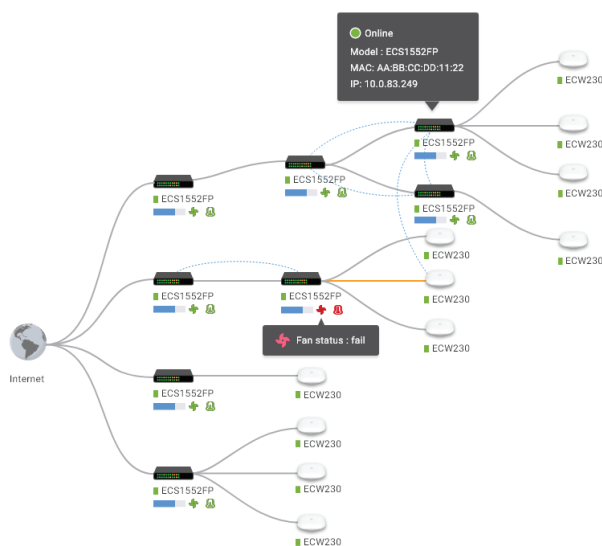 Online
Model : ECS1552FP
MAC: AA:BB:CC:DD:11:22
IP: 10.0.83.249
ECW230
ECW230
ECS1552FP
ECS1552FP
ECS1552FP
ECW230
ECS1552FP
ECW230
ECW230
ECS1552FP
ECS1552FP
ECW230
Fan status : fail
ECW230
Internet
ECS1552FP
ECW230
ECW230
ECS1552FP
ECW230
ECW230